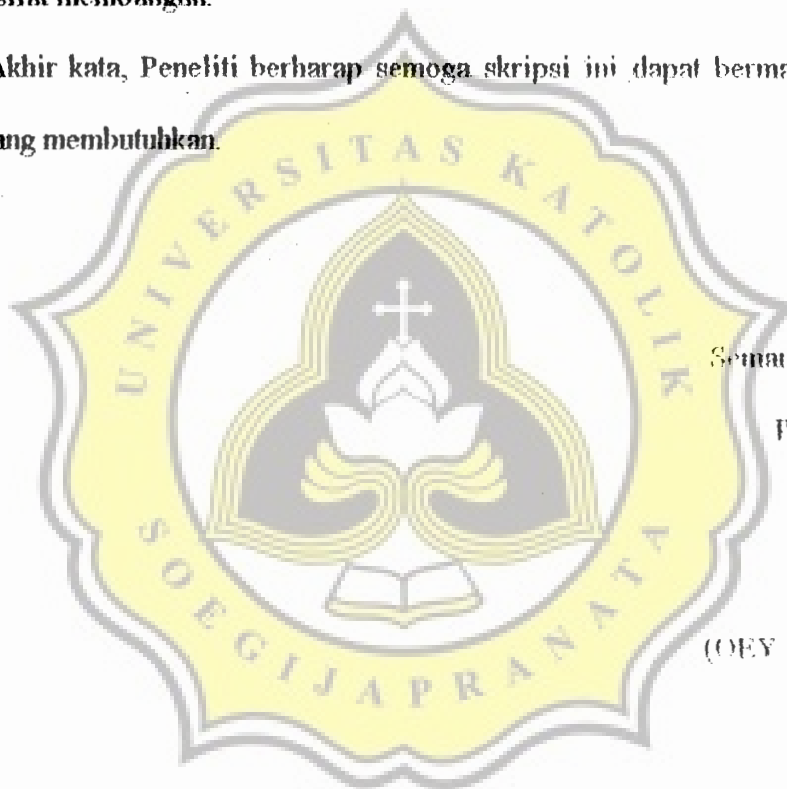 Akhir kata, Peneliti berharap semoga skripsi ini dapat berma
ang membutuhkan.
UNIVERSITAS KATOLIK
Semar
(OEY
SOEGIJAPRANATA